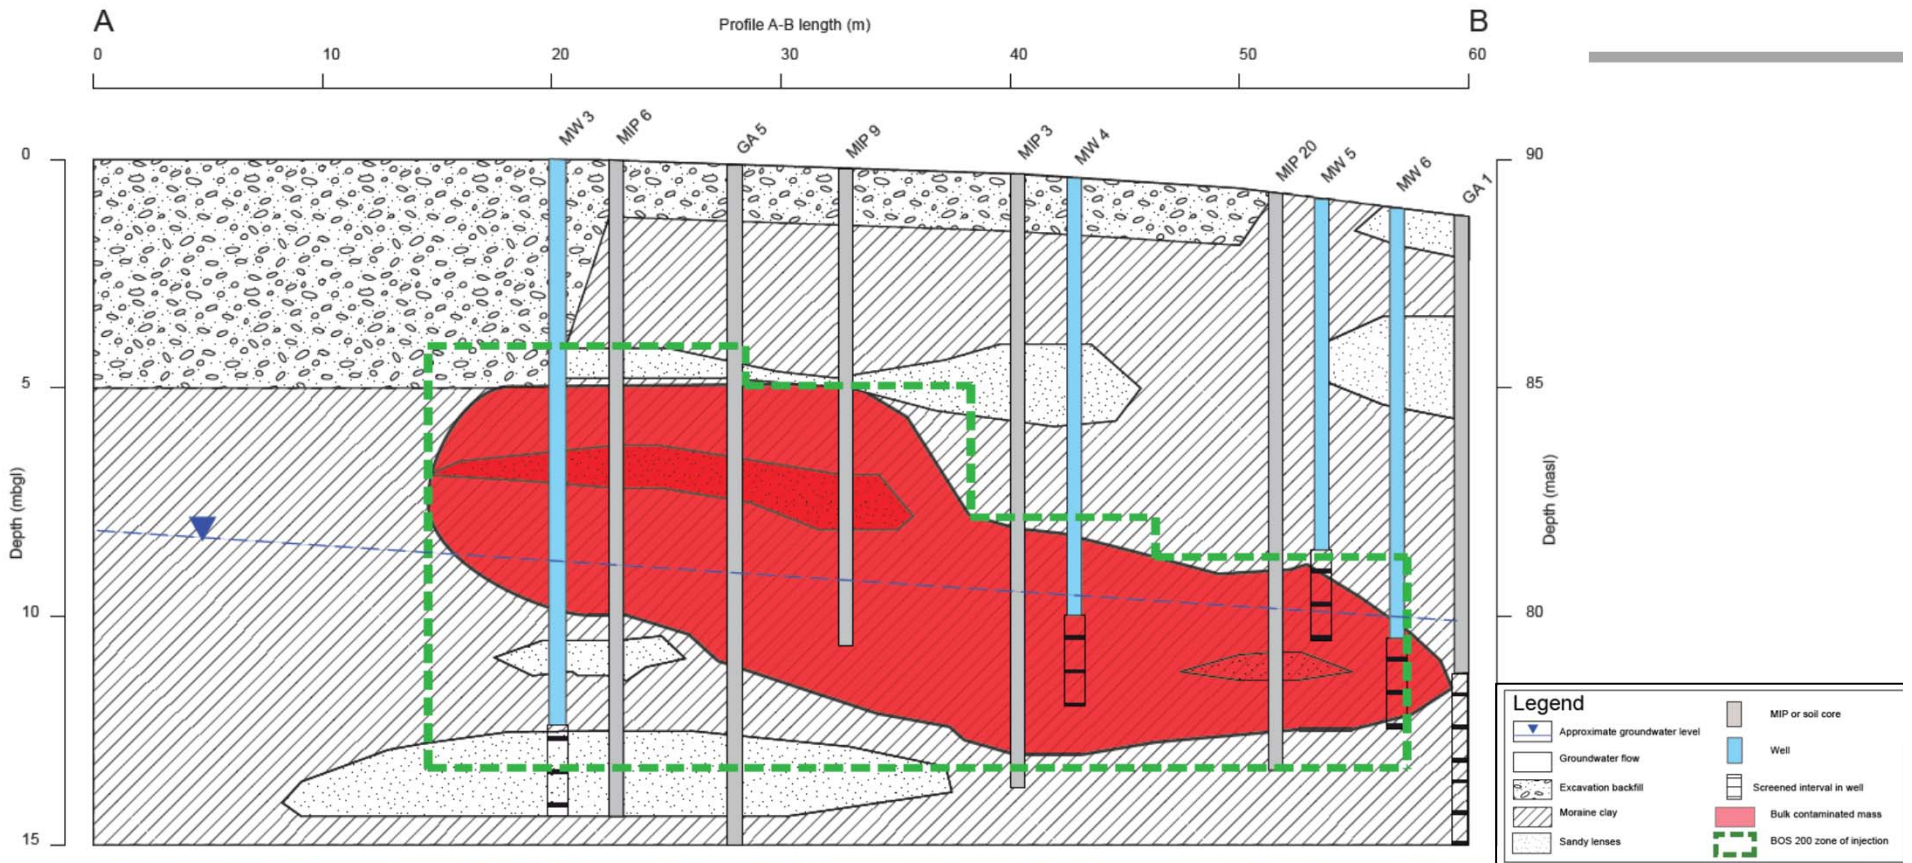 A
Profile A-B length (m)
B
0
10
20
30
40
50
60
MW 3
MIP 6
GA 5
MIP 9
MIP 3
MW 4
MIP 20
MW 5
MW 6
GA 1
0
5
10
15
Depth (mbgl)
90
85
80
Depth (masl)
Legend
Approximate groundwater level
Groundwater flow
Excavation backfill
Moraine clay
Sandy lenses
MIP or soil core
Well
Screened interval in well
Bulk contaminated mass
BOS 200 zone of injection